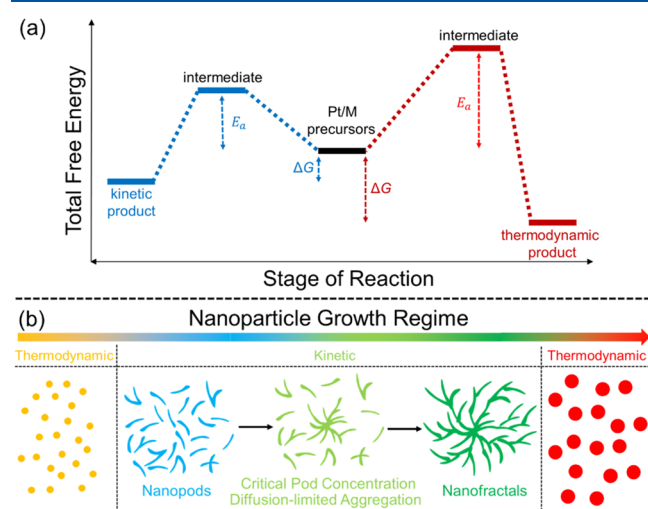 (a)
Total Free Energy
intermediate
E_a
kinetic
product
Pt/M
precursors
ΔG
ΔG
intermediate
E_a
thermodynamic
product
Stage of Reaction
(b)
Nanoparticle Growth Regime
Thermodynamic
Kinetic
Thermodynamic
Nanopods
Critical Pod Concentration
Diffusion-limited Aggregation
Nanofractals